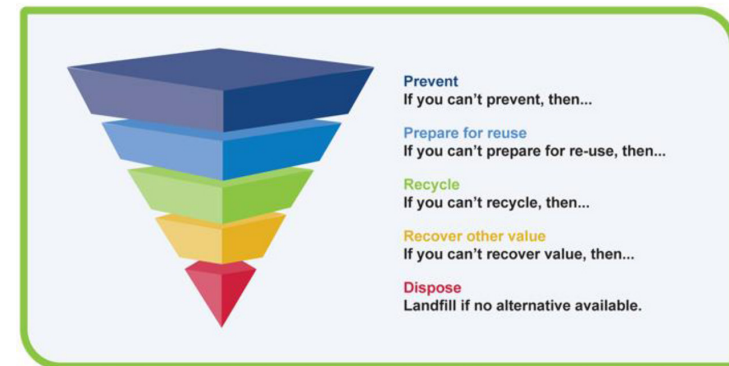 Prevent
If you can't prevent, then...
Prepare for reuse
If you can't prepare for re-use, then...
Recycle
If you can't recycle, then...
Recover other value
If you can't recover value, then...
Dispose
Landfill if no alternative available.